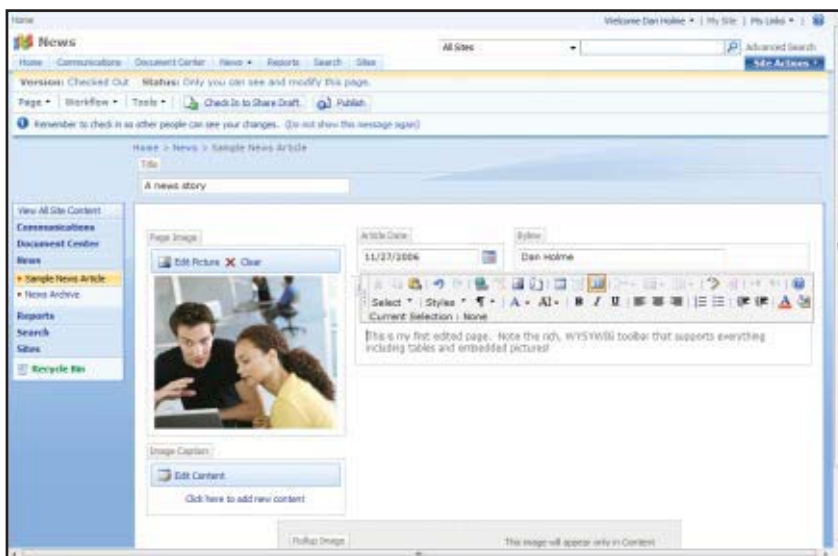 Home
Welcome Dan Holme | My Site | My Links |
News
All Sites
Advanced Search
Home Communications Document Center News Reports Search Sites
Site Actions
Version: Checked Out Status: Only you can see and modify this page.
Page Workflow Tools Check In to Share Draft Publish
Remember to check in so other people can see your changes. (Do not show this message again)
Home > News > Sample News Article
Title
A news story
View All Site Content
Communications
Document Center
News
Sample News Article
News Archive
Reports
Search
Sites
Recycle Bin
Page Image
Edit Picture Clear
Article Date
11/27/2006
Byline
Dan Holme
Select Styles
B I U
Current Selection : None
This is my first edited page. Note the rich, WYSYWIG toolbar that supports everything
including tables and embedded pictures!
Image Caption
Edit Content
Click here to add new content
Rollup Image
This image will appear only in Content